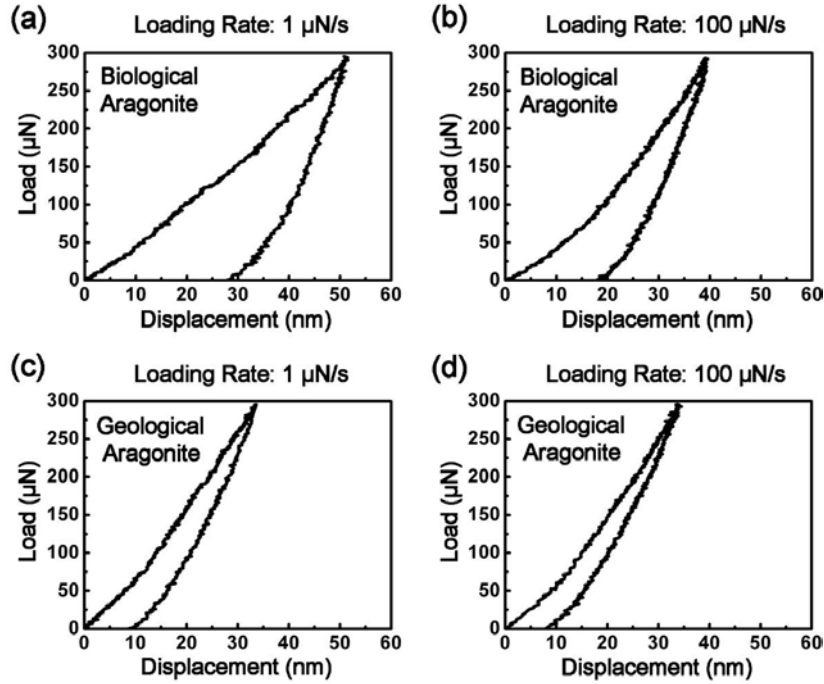 (a) Loading Rate: 1 μN/s
Biological
Aragonite
Load (μN)
300
250
200
150
100
50
0
0 10 20 30 40 50 60
Displacement (nm)
(b) Loading Rate: 100 μN/s
Biological
Aragonite
Load (μN)
300
250
200
150
100
50
0
0 10 20 30 40 50 60
Displacement (nm)
(c) Loading Rate: 1 μN/s
Geological
Aragonite
Load (μN)
300
250
200
150
100
50
0
0 10 20 30 40 50 60
Displacement (nm)
(d) Loading Rate: 100 μN/s
Geological
Aragonite
Load (μN)
300
250
200
150
100
50
0
0 10 20 30 40 50 60
Displacement (nm)